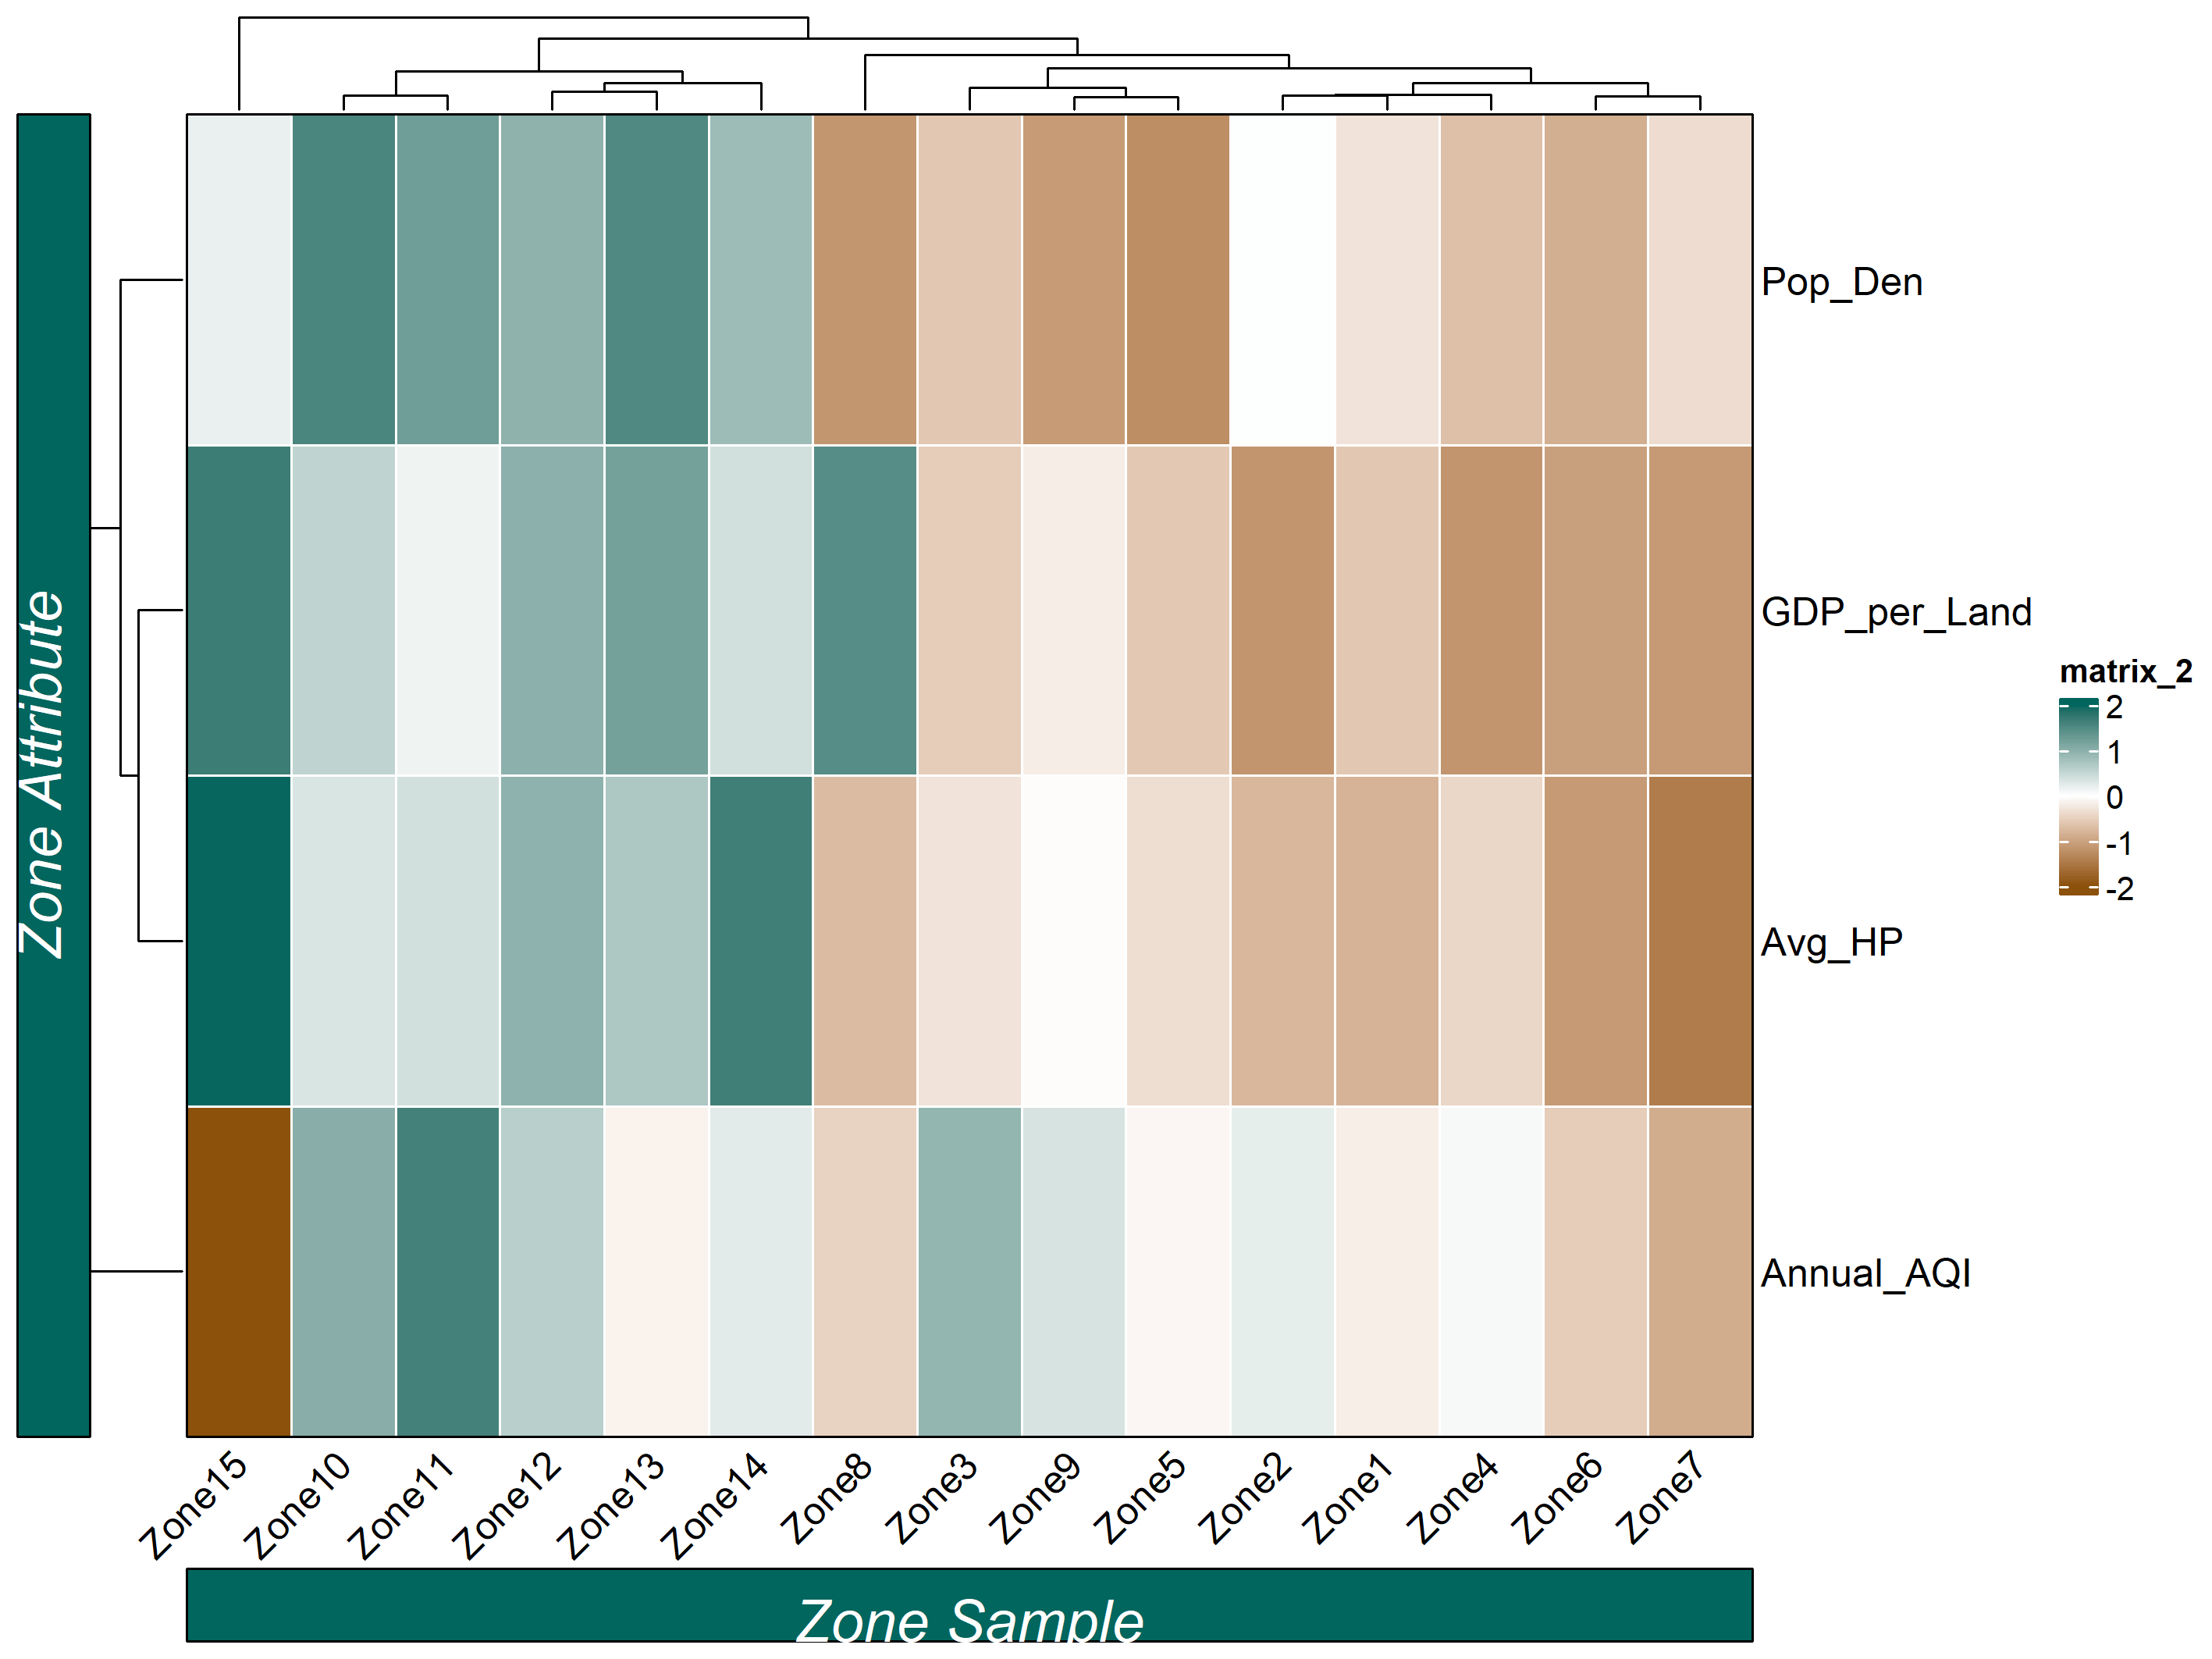 Zone Attribute
Pop_Den
GDP_per_Land
Avg_HP
Annual_AQI
matrix_2
2
1
0
-1
-2
Zone15
Zone10
Zone11
Zone12
Zone13
Zone14
Zone8
Zone3
Zone9
Zone5
Zone2
Zone1
Zone4
Zone6
Zone7
Zone Sample